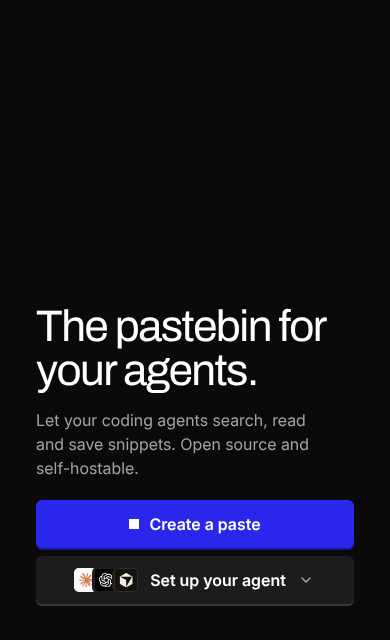 The pastebin for
your agents.
Let your coding agents search, read
and save snippets. Open source and
self-hostable.
Create a paste
Set up your agent